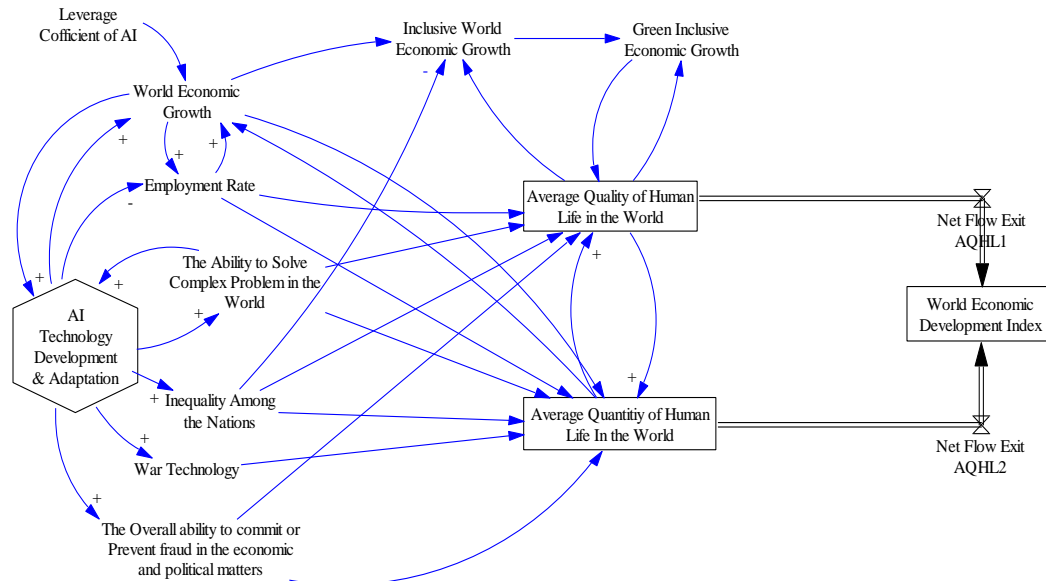 Leverage
Cofficient of AI
Inclusive World
Economic Growth
-
Green Inclusive
Economic Growth
World Economic
Growth
+
+
+
Employment Rate
-
Average Quality of Human
Life in the World
Net Flow Exit
AQHL1
The Ability to Solve
Complex Problem in the
World
+
+
+
+
AI
Technology
Development
& Adaptation
World Economic
Development Index
+
+
Inequality Among
the Nations
Average Quantitiy of Human
Life In the World
+
War Technology
Net Flow Exit
AQHL2
+
The Overall ability to commit or
Prevent fraud in the economic
and political matters